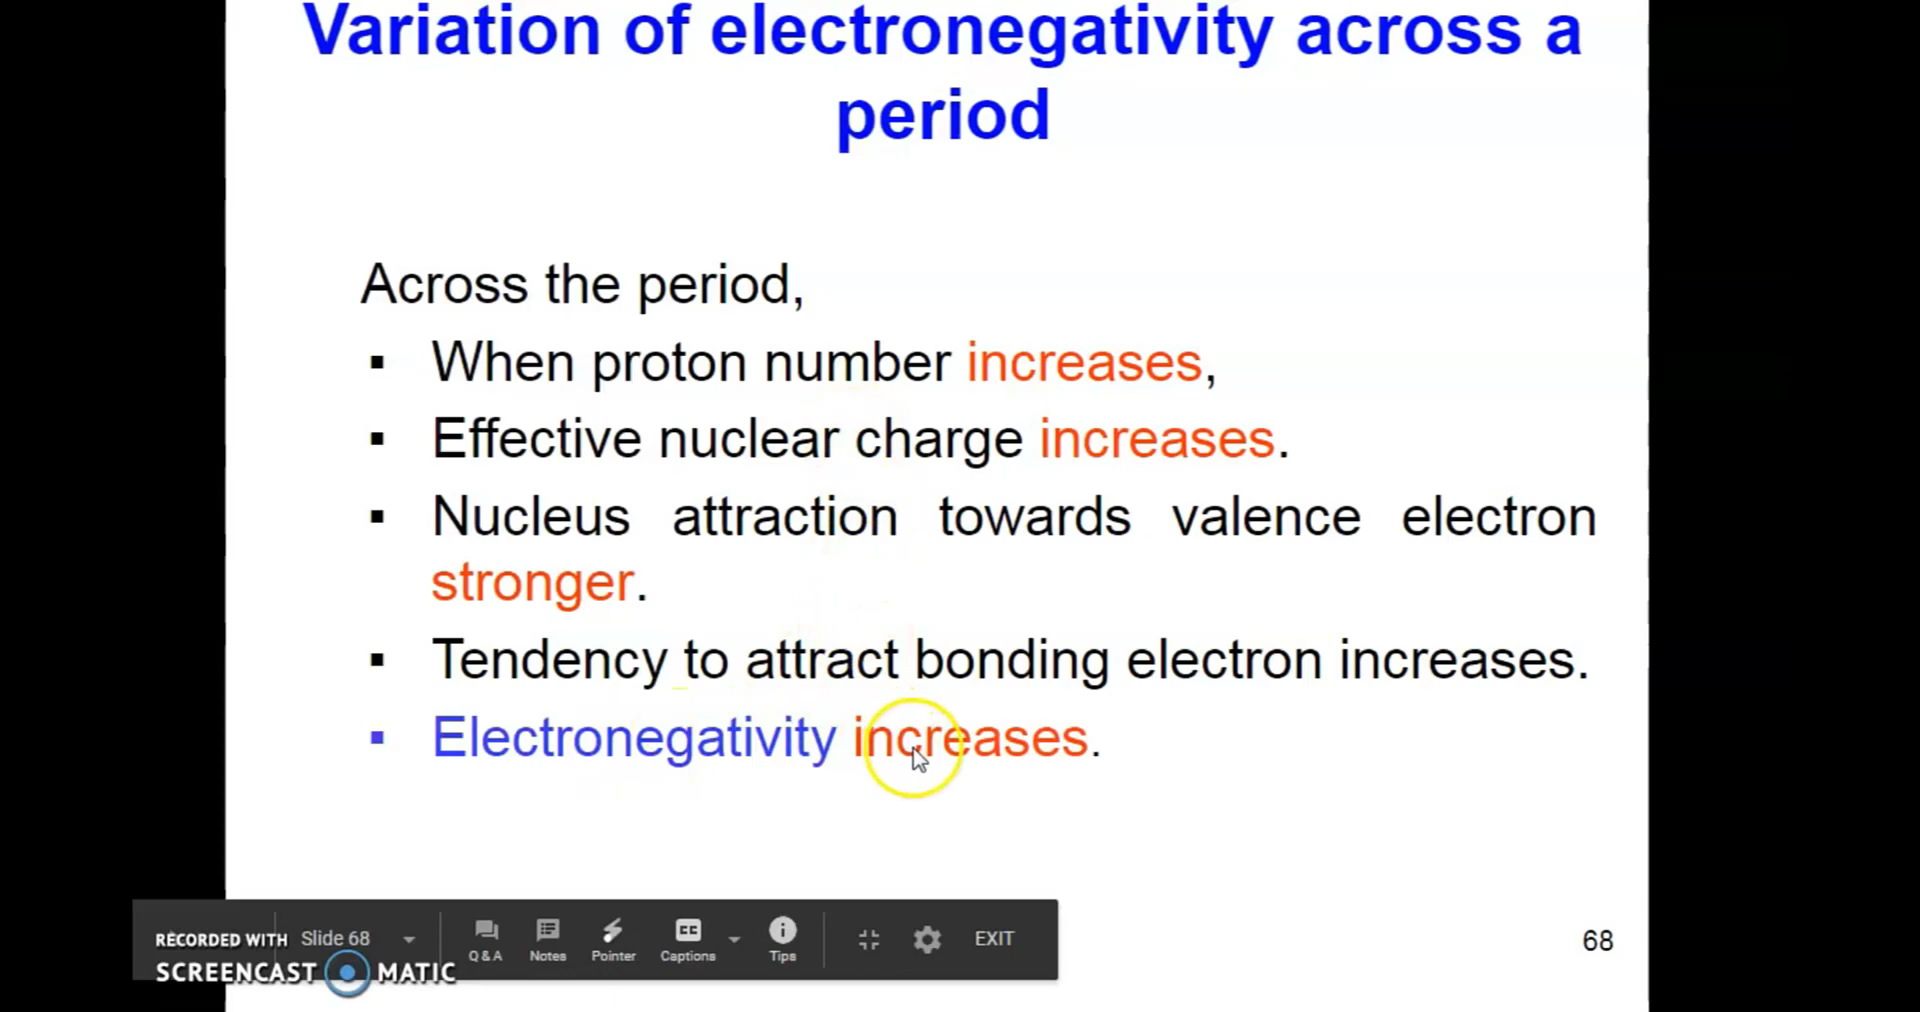 Variation of electronegativity across a
period
Across the period,
▪ When proton number increases,
▪ Effective nuclear charge increases.
▪ Nucleus attraction towards valence electron
stronger.
▪ Tendency to attract bonding electron increases.
▪ Electronegativity increases.
RECORDED WITH
SCREENCAST MATIC
Slide 68
Q & A
Notes
Pointer
CC
Captions
Tips
EXIT
68